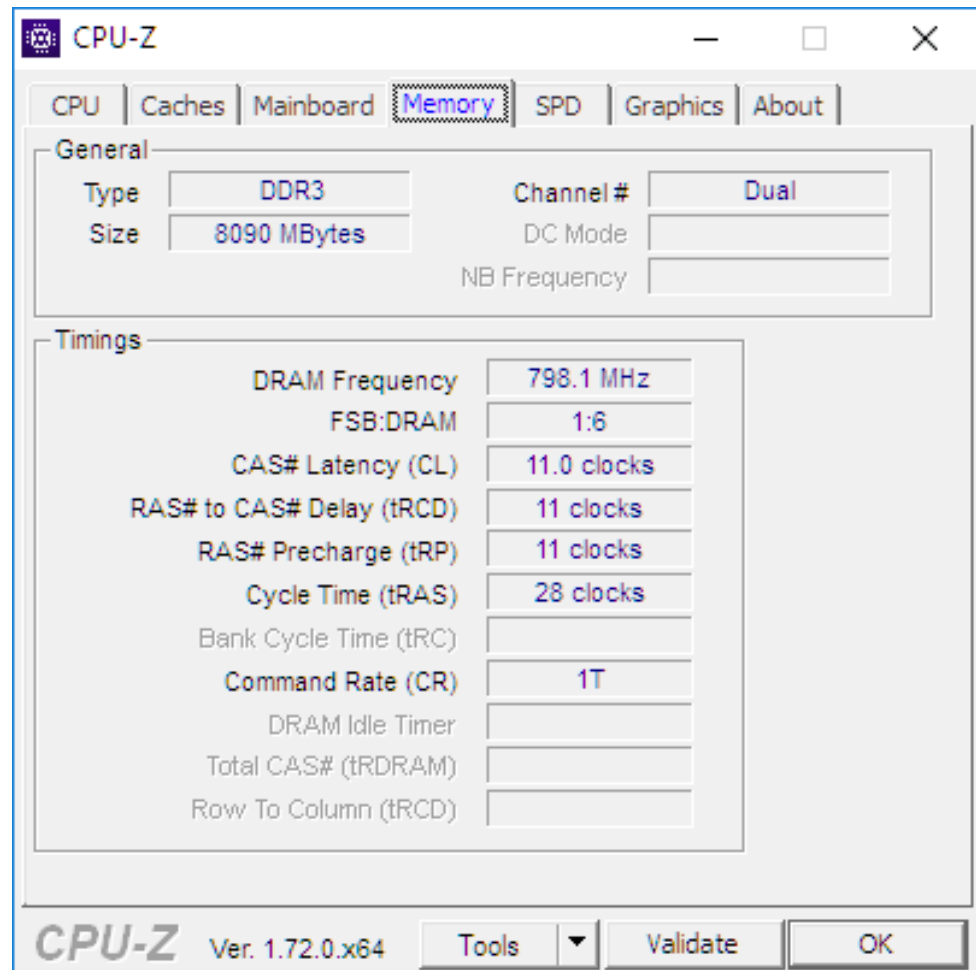 CPU-Z
CPU Caches Mainboard Memory SPD Graphics About
General
Type DDR3 Channel # Dual
Size 8090 MBytes DC Mode
NB Frequency
Timings
DRAM Frequency 798.1 MHz
FSB:DRAM 1:6
CAS# Latency (CL) 11.0 clocks
RAS# to CAS# Delay (tRCD) 11 clocks
RAS# Precharge (tRP) 11 clocks
Cycle Time (tRAS) 28 clocks
Bank Cycle Time (tRC)
Command Rate (CR) 1T
DRAM Idle Timer
Total CAS# (tRDRAM)
Row To Column (tRCD)
CPU-Z Ver. 1.72.0.x64 Tools Validate OK